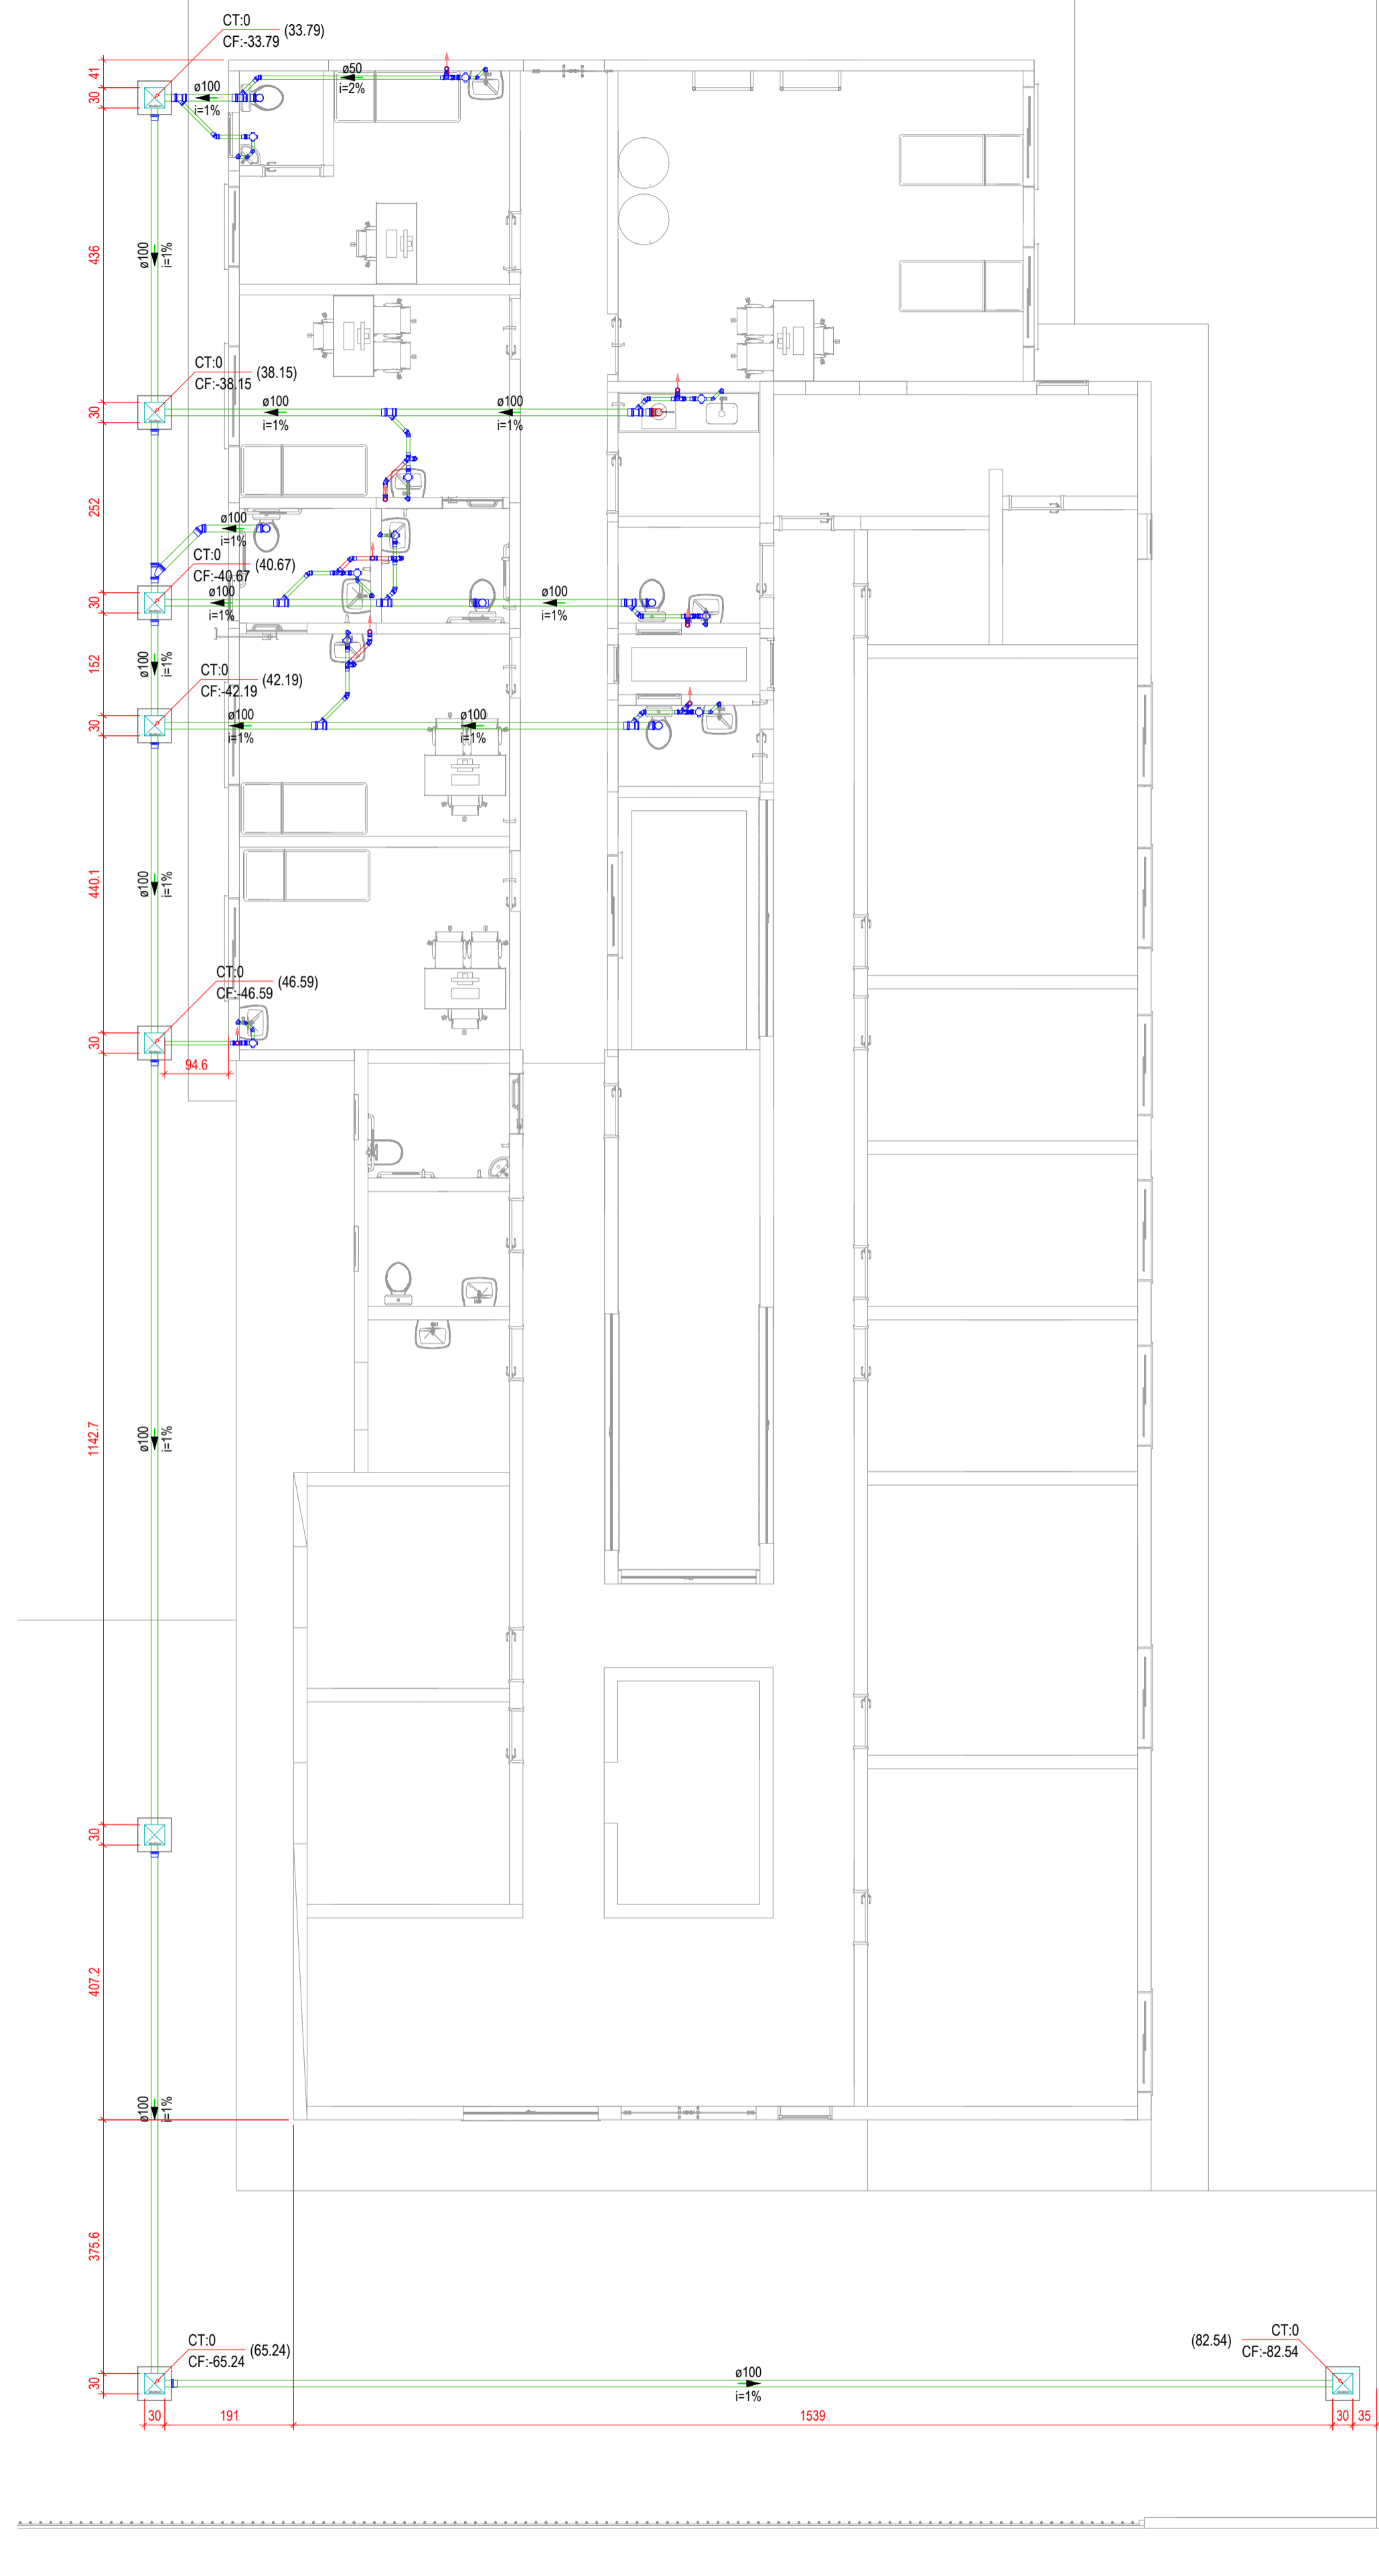 CT:0
(33.79)
CF:-33.79
41
30
ø50
i=2%
ø100
i=1%
436
ø100
i=1%
CT:0
(38.15)
CF:-38.15
30
ø100
i=1%
ø100
i=1%
252
ø100
i=1%
CT:0
(40.67)
CF:-40.67
30
ø100
i=1%
ø100
i=1%
152
ø100
i=1%
CT:0
(42.19)
CF:-42.19
30
ø100
i=1%
ø100
i=1%
440.1
ø100
i=1%
CT:0
(46.59)
CF:-46.59
30
94.6
1142.7
ø100
i=1%
30
407.2
ø100
i=1%
375.6
CT:0
(65.24)
CF:-65.24
30
ø100
i=1%
CT:0
(82.54)
CF:-82.54
30
191
1539
30
35